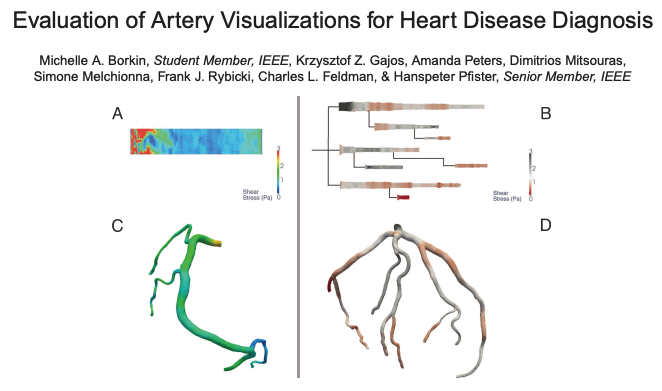 Evaluation of Artery Visualizations for Heart Disease Diagnosis
Michelle A. Borkin, Student Member, IEEE, Krzysztof Z. Gajos, Amanda Peters, Dimitrios Mitsouras,
Simone Melchionna, Frank J. Rybicki, Charles L. Feldman, & Hanspeter Pfister, Senior Member, IEEE
A
3
2
1
0
Shear
Stress (Pa)
B
3
2
1
0
Shear
Stress (Pa)
C
D